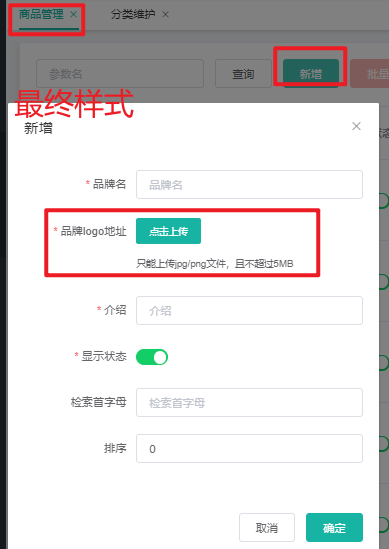 商品管理 × 分类维护 ×
参数名 查询 新增 批量
最终样式
新增 ×
* 品牌名 品牌名
* 品牌logo地址 点击上传
只能上传jpg/png文件，且不超过5MB
* 介绍 介绍
* 显示状态
检索首字母 检索首字母
排序 0
取消 确定